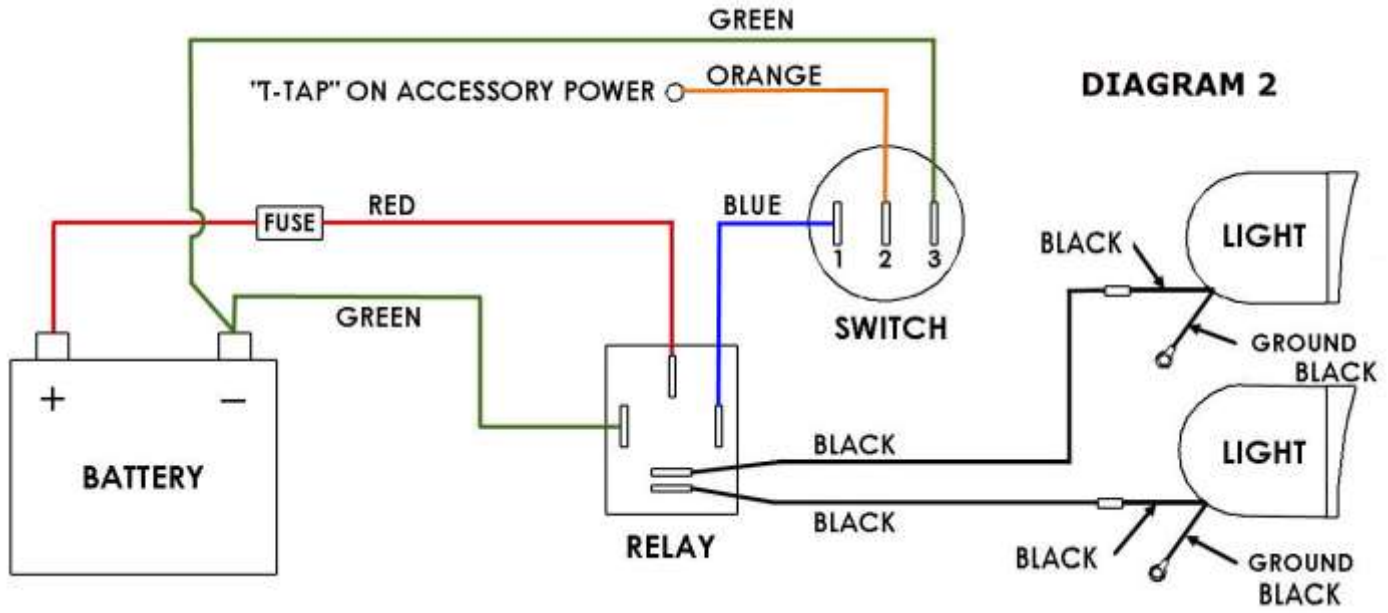 GREEN
"T-TAP" ON ACCESSORY POWER
ORANGE
DIAGRAM 2
FUSE
RED
BLUE
1
2
3
SWITCH
BLACK
LIGHT
GROUND
BLACK
GREEN
+
−
BATTERY
RELAY
BLACK
BLACK
LIGHT
BLACK
GROUND
BLACK